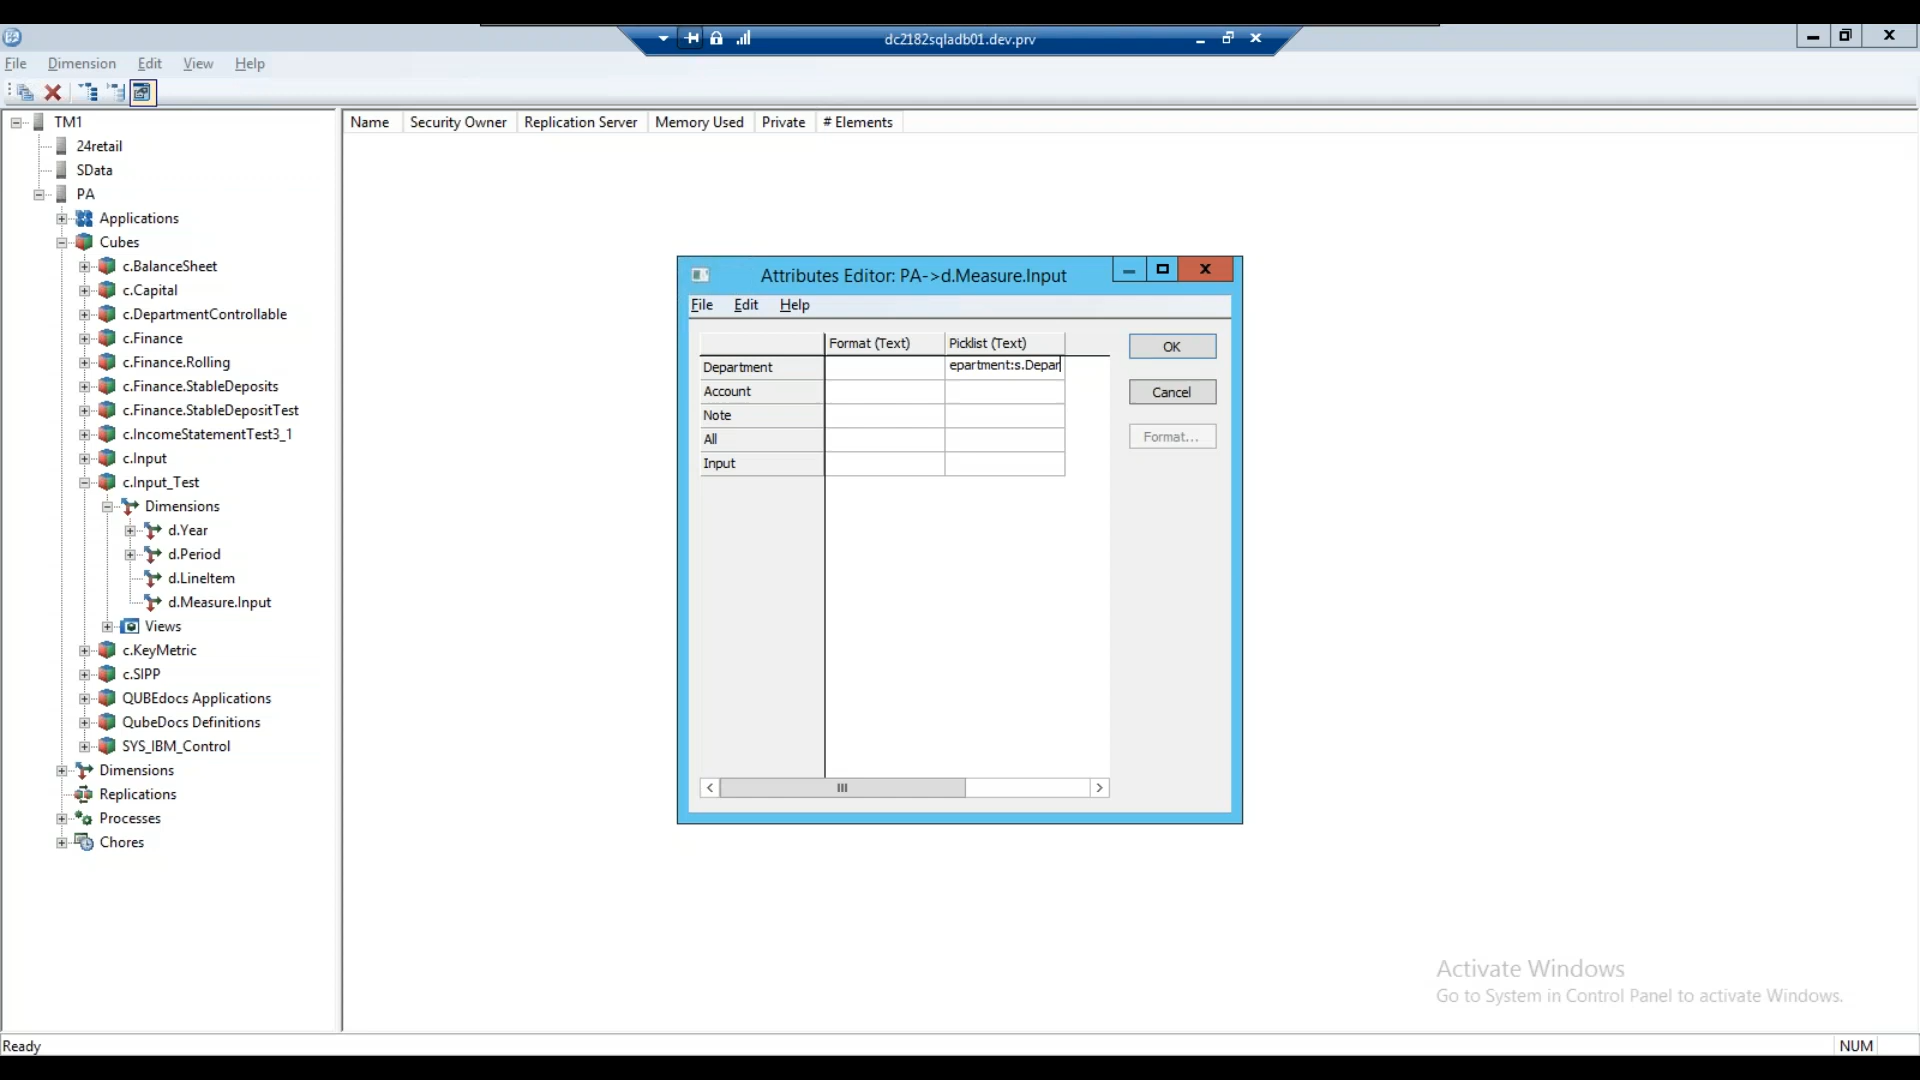 dc2182sqladb01.dev.prv
File Dimension Edit View Help
TM1
24retail
SData
PA
Applications
Cubes
c.BalanceSheet
c.Capital
c.DepartmentControllable
c.Finance
c.Finance.Rolling
c.Finance.StableDeposits
c.Finance.StableDepositTest
c.IncomeStatementTest3_1
c.Input
c.Input_Test
Dimensions
d.Year
d.Period
d.LineItem
d.Measure.Input
Views
c.KeyMetric
c.SIPP
QUBEdocs Applications
QubeDocs Definitions
SYS_IBM_Control
Dimensions
Replications
Processes
Chores
Name Security Owner Replication Server Memory Used Private # Elements
Attributes Editor: PA->d.Measure.Input
File Edit Help
Format (Text) Picklist (Text)
Department epartment:s.Depar
Account
Note
All
Input
OK
Cancel
Format...
Activate Windows
Go to System in Control Panel to activate Windows.
Ready NUM